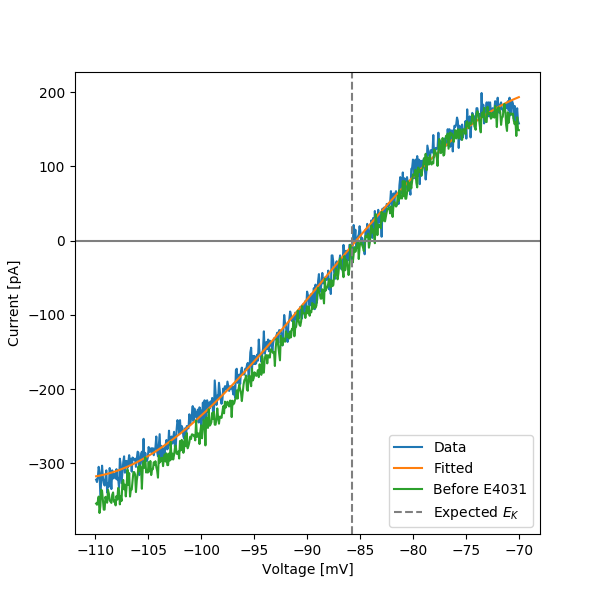 200
100
0
−100
−200
−300
Current [pA]
−110
−105
−100
−95
−90
−85
−80
−75
−70
Voltage [mV]
Data
Fitted
Before E4031
Expected E_K